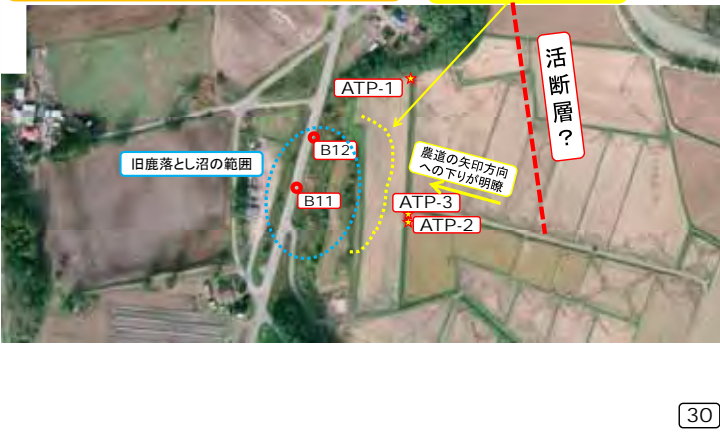 ATP-1
活断層？
B12
旧鹿落とし沼の範囲
農道の矢印方向
への下りが明瞭
B11
ATP-3
ATP-2
30